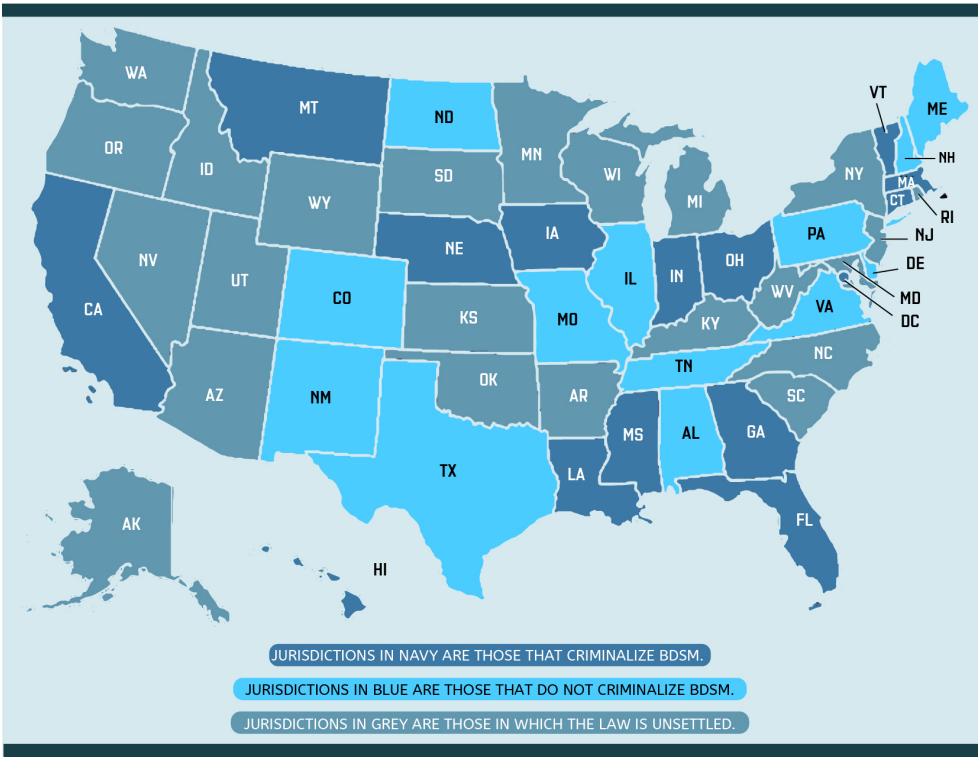 WA
MT
ND
VT
ME
OR
MN
ID
SD
WI
NY
NH
MA
WY
MI
CT
RI
NE
IA
PA
NJ
NV
OH
DE
UT
CO
IL
IN
WV
MD
CA
VA
DC
KS
MO
KY
NC
TN
AZ
NM
OK
AR
SC
MS
AL
GA
TX
LA
AK
FL
HI
JURISDICTIONS IN NAVY ARE THOSE THAT CRIMINALIZE BDSM.
JURISDICTIONS IN BLUE ARE THOSE THAT DO NOT CRIMINALIZE BDSM.
JURISDICTIONS IN GREY ARE THOSE IN WHICH THE LAW IS UNSETTLED.